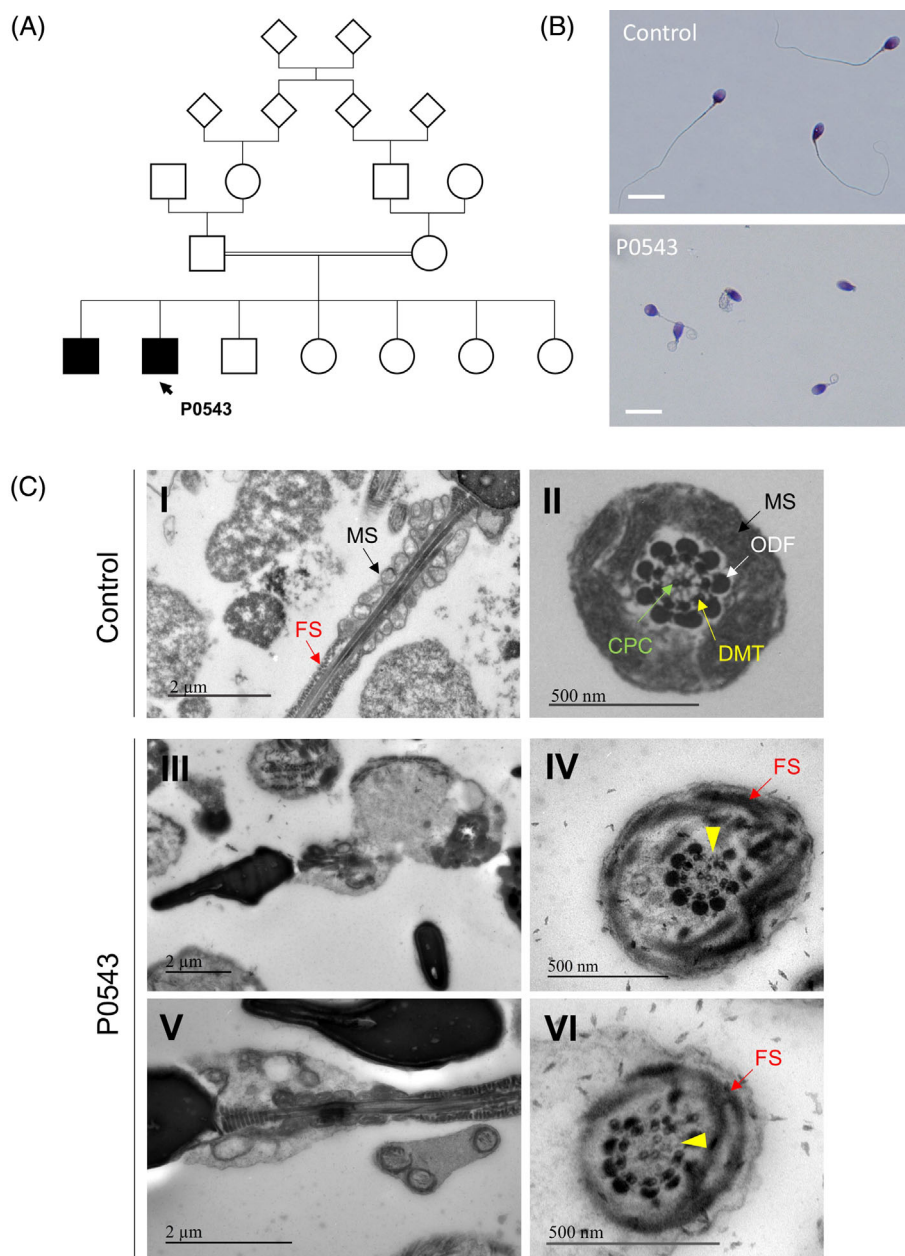 (A)
P0543
(B)
Control
P0543
(C)
Control
I
MS
FS
2 μm
II
MS
ODF
CPC
DMT
500 nm
P0543
III
2 μm
IV
FS
500 nm
V
2 μm
VI
FS
500 nm